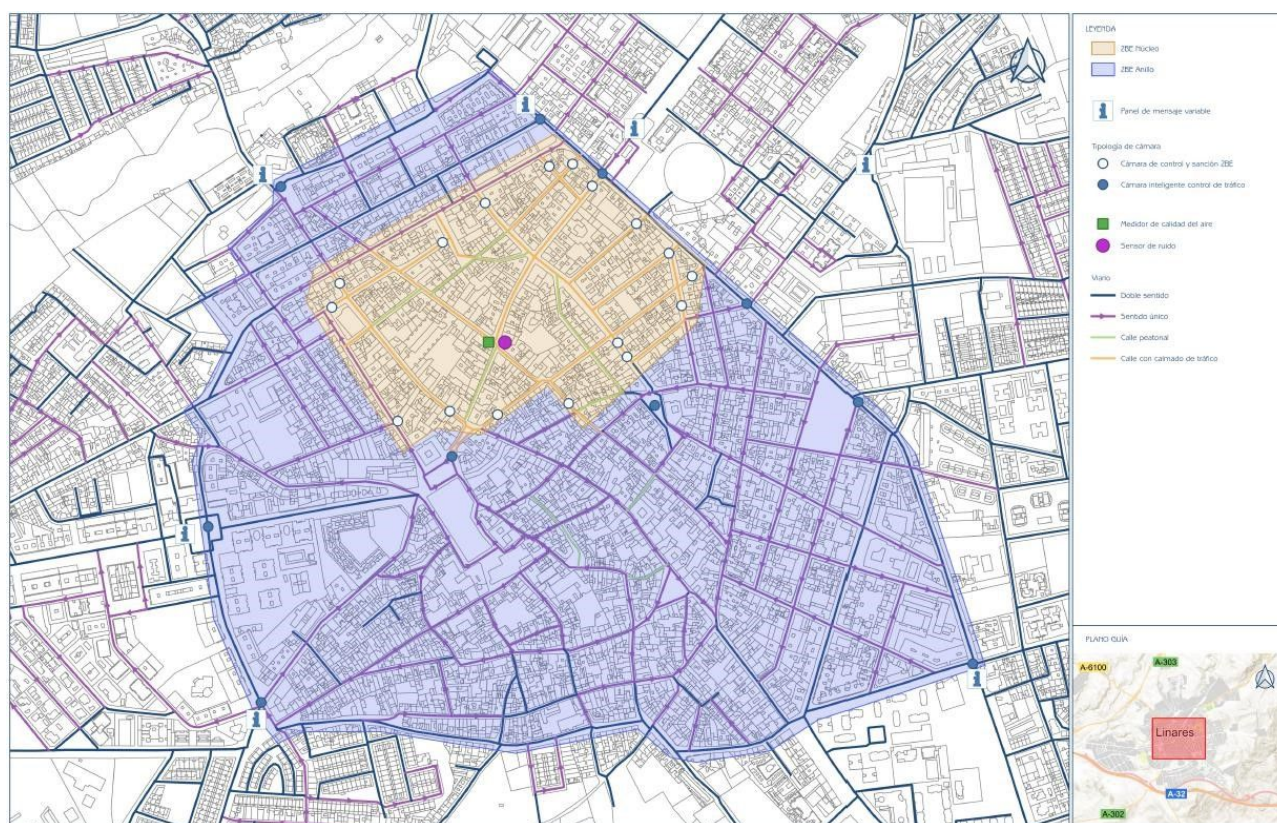 LEYENDA
ZBE Núcleo
ZBE Anillo
Panel de mensaje variable
Tipología de cámara
Cámara de control y sanción ZBE
Cámara inteligente control de tráfico
Medidor de calidad del aire
Sensor de ruido
Viario
Doble sentido
Sentido único
Calle peatonal
Calle con calmado de tráfico
PLANO GUÍA
A-6100
A-303
Linares
A-32
A-302